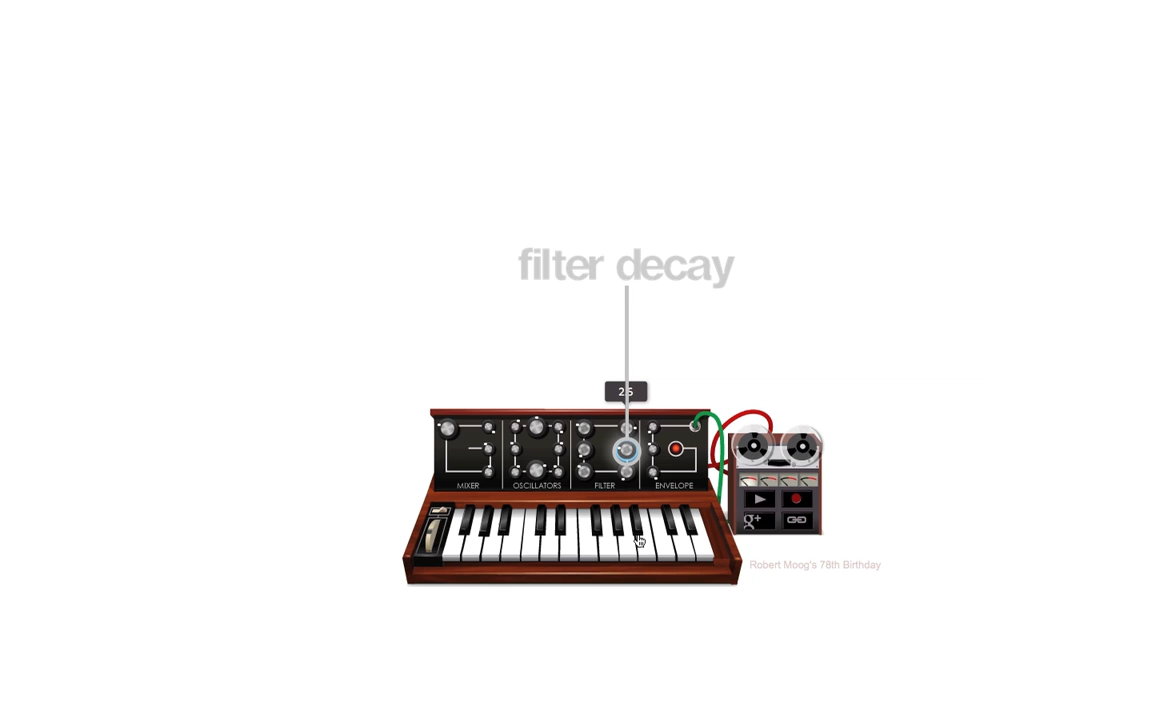 filter decay
25
MIXER
OSCILLATORS
FILTER
ENVELOPE
g+
Robert Moog's 78th Birthday